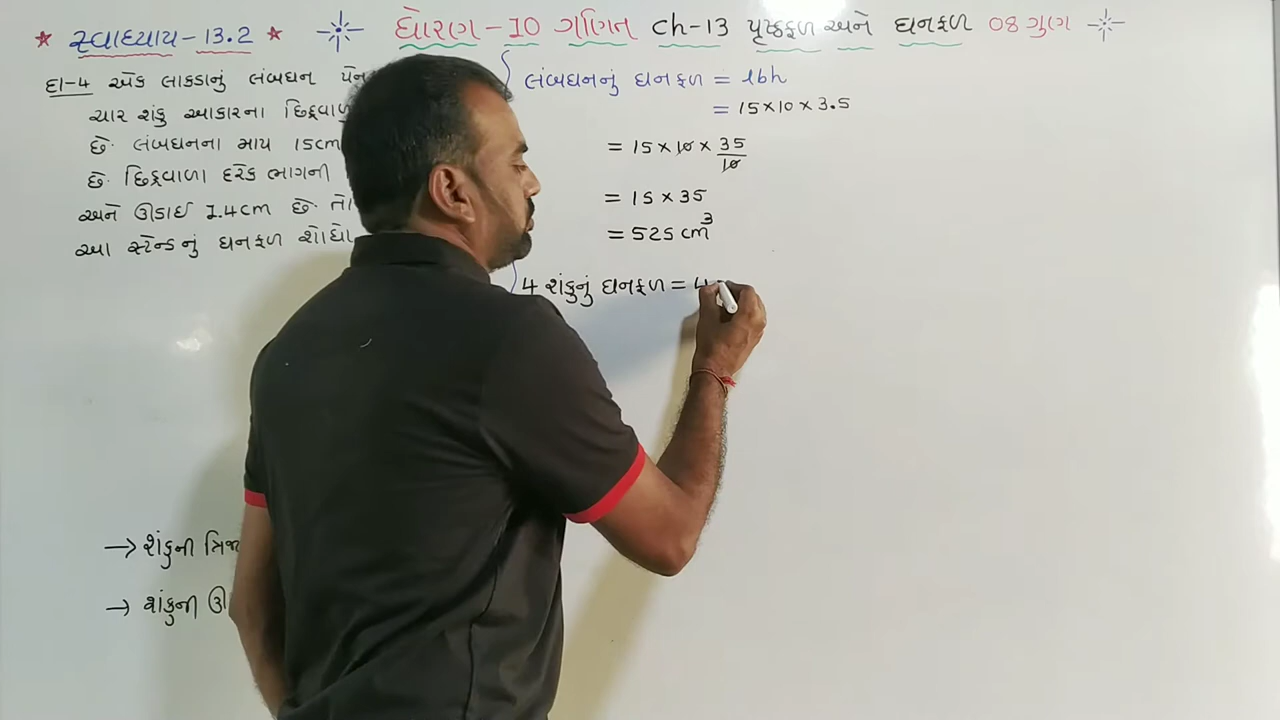 ★ સ્વાધ્યાય - 13.2 ★ ધોરણ - 10 ગણિત ch-13 પૃષ્ઠફળ અને ઘનફળ 08 ગુણ
દા-4 એક લાકડાનું લંબઘન પેન
ચાર શંકુ આકારના છિદ્રવાળ
છે. લંબઘનના માપ 15cm
છે. છિદ્રવાળા દરેક ભાગની
અને ઊંડાઈ 1.4cm છે. તો
આ સ્ટેન્ડનું ઘનફળ શોધો.
→ શંકુની ત્રિજ
→ શંકુની ઊ
લંબઘનનું ઘનફળ = lbh
= 15 × 10 × 3.5
= 15 × 10 × 35/10
= 15 × 35
= 525 cm³
4 શંકુનું ઘનફળ = 4